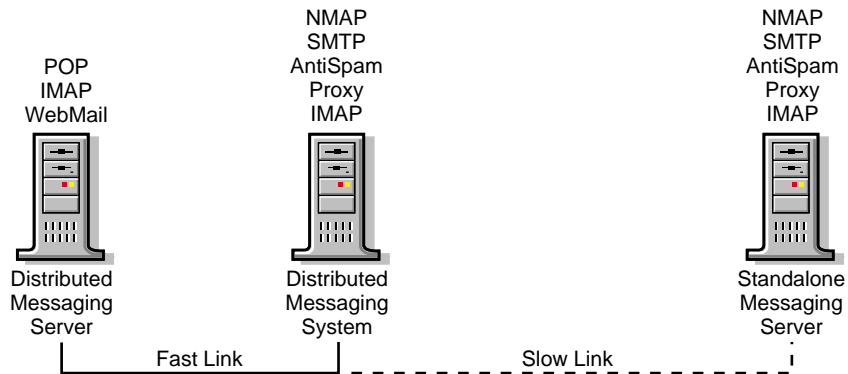 POP
IMAP
WebMail
NMAP
SMTP
AntiSpam
Proxy
IMAP
NMAP
SMTP
AntiSpam
Proxy
IMAP
Distributed
Messaging
Server
Distributed
Messaging
System
Standalone
Messaging
Server
Fast Link
Slow Link